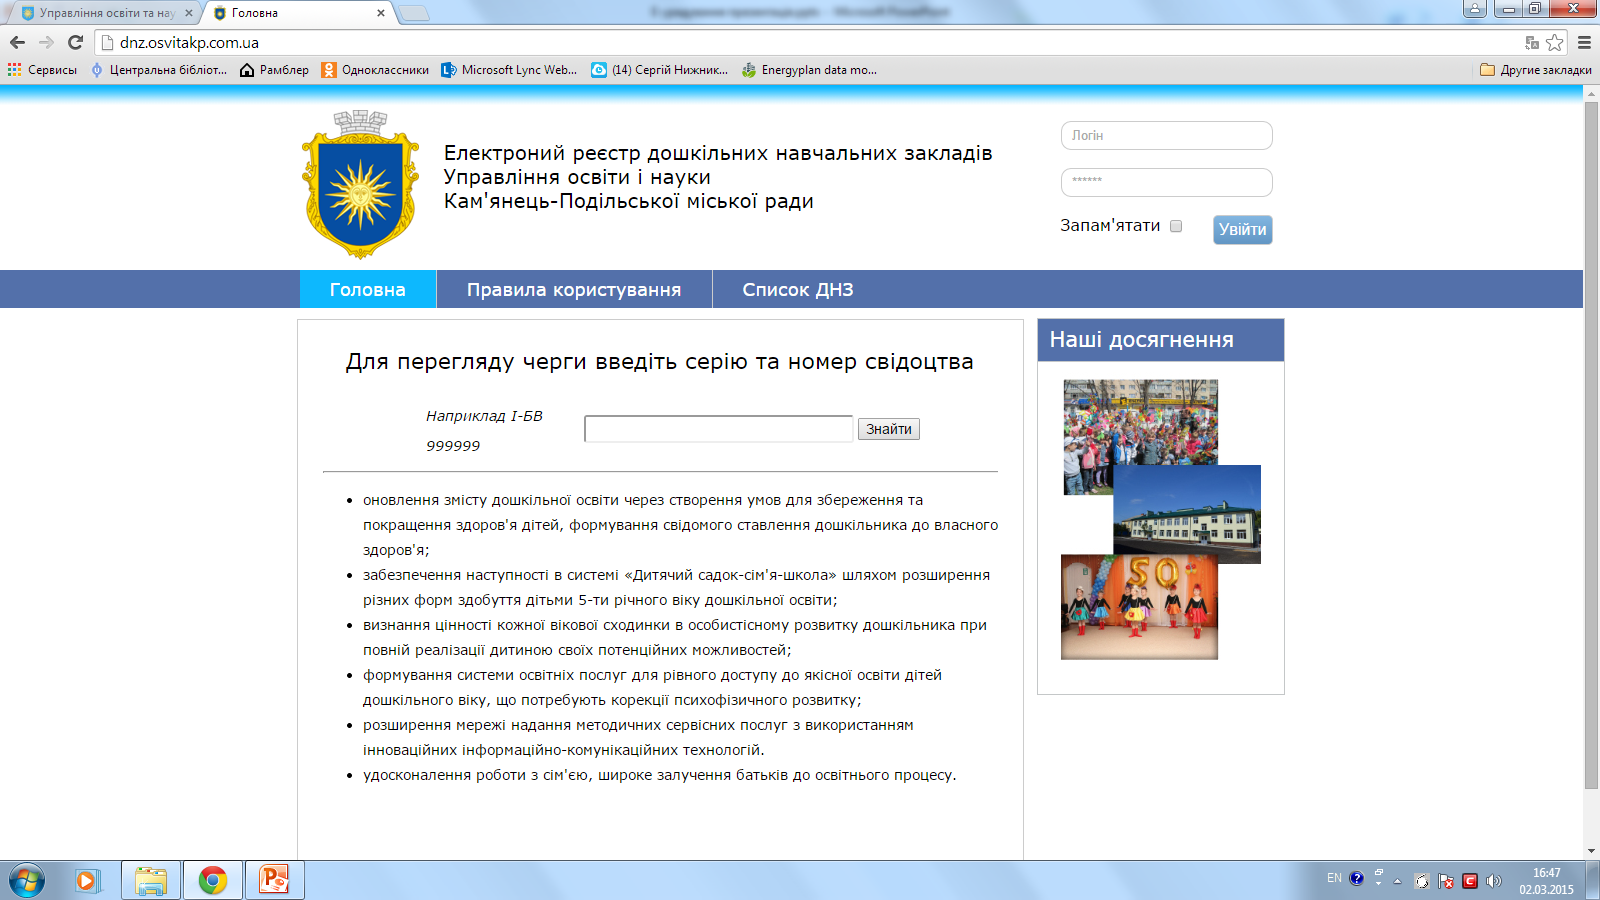 Управління освіти та нау
Головна
dnz.osvitakp.com.ua
Сервисы
Центральна бібліот...
Рамблер
Одноклассники
Microsoft Lync Web...
(14) Сергій Нижник...
Energyplan data mo...
Другие закладки
Електроний реєстр дошкільних навчальних закладів
Управління освіти і науки
Кам'янець-Подільської міської ради
Логін
******
Запам'ятати
Увійти
Головна
Правила користування
Список ДНЗ
Для перегляду черги введіть серію та номер свідоцтва
Наприклад І-БВ
999999
Знайти
оновлення змісту дошкільної освіти через створення умов для збереження та
покращення здоров'я дітей, формування свідомого ставлення дошкільника до власного
здоров'я;
забезпечення наступності в системі «Дитячий садок-сім'я-школа» шляхом розширення
різних форм здобуття дітьми 5-ти річного віку дошкільної освіти;
визнання цінності кожної вікової сходинки в особистісному розвитку дошкільника при
повній реалізації дитиною своїх потенційних можливостей;
формування системи освітніх послуг для рівного доступу до якісної освіти дітей
дошкільного віку, що потребують корекції психофізичного розвитку;
розширення мережі надання методичних сервісних послуг з використанням
інноваційних інформаційно-комунікаційних технологій.
удосконалення роботи з сім'єю, широке залучення батьків до освітнього процесу.
Наші досягнення
50
EN
16:47
02.03.2015